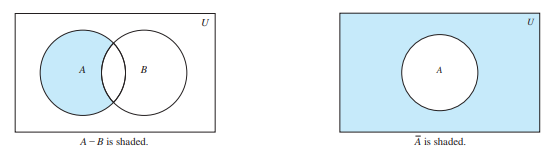 U
A
B
A – B is shaded.
U
A
A̅ is shaded.